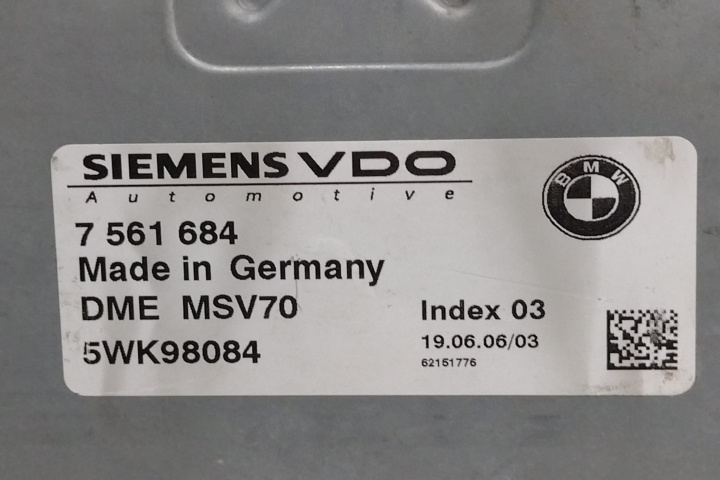 SIEMENS VDO
Automotive
BMW
7 561 684
Made in Germany
DME MSV70
Index 03
5WK98084
19.06.06/03
62151776